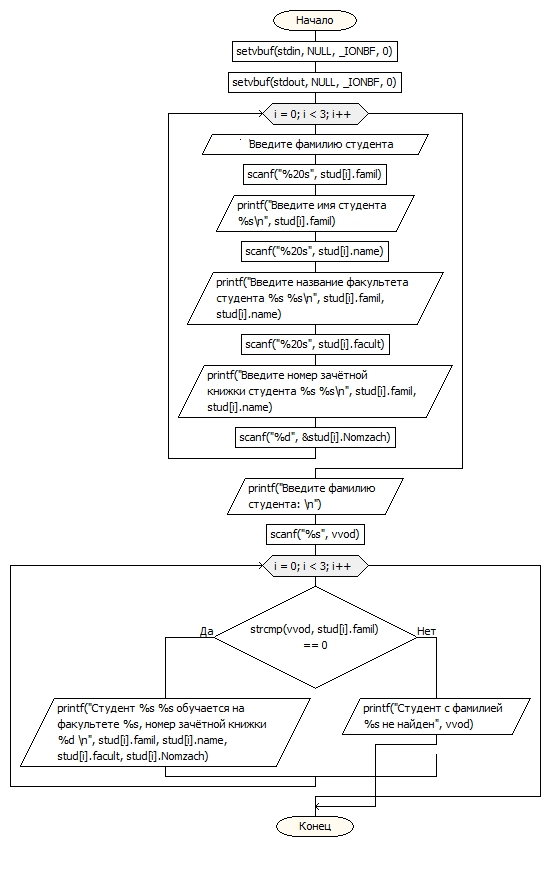 Начало
setvbuf(stdin, NULL, _IONBF, 0)
setvbuf(stdout, NULL, _IONBF, 0)
i = 0; i < 3; i++
Введите фамилию студента
scanf("%20s", stud[i].famil)
printf("Введите имя студента
%s\n", stud[i].famil)
scanf("%20s", stud[i].name)
printf("Введите название факультета
студента %s %s\n", stud[i].famil,
stud[i].name)
scanf("%20s", stud[i].facult)
printf("Введите номер зачётной
книжки студента %s %s\n", stud[i].famil,
stud[i].name)
scanf("%d", &stud[i].Nomzach)
printf("Введите фамилию
студента: \n")
scanf("%s", vvod)
i = 0; i < 3; i++
strcmp(vvod, stud[i].famil)
== 0
Да
Нет
printf("Студент %s %s обучается на
факультете %s, номер зачётной книжки
%d \n", stud[i].famil, stud[i].name,
stud[i].facult, stud[i].Nomzach)
printf("Студент с фамилией
%s не найден", vvod)
Конец